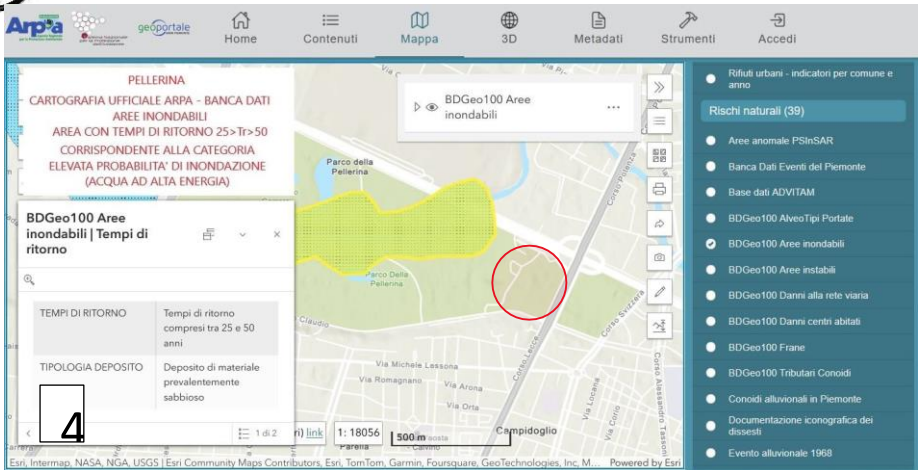 Arpa
geoportale
Home
Contenuti
Mappa
3D
Metadati
Strumenti
Accedi
PELLERINA
CARTOGRAFIA UFFICIALE ARPA - BANCA DATI
AREE INONDABILI
AREA CON TEMPI DI RITORNO 25>Tr>50
CORRISPONDENTE ALLA CATEGORIA
ELEVATA PROBABILITA' DI INONDAZIONE
(ACQUA AD ALTA ENERGIA)
BDGeo100 Aree
inondabili
...
Parco della
Pellerina
Corso Potenza
Parco Della
Pellerina
Corso Svizzera
Corso Lecce
Via Michele Lessona
Via Romagnano
Via Arona
Via Orta
Via Locana
Via Corio
Corso Alessandro Tassoni
Campidoglio
Parella
BDGeo100 Aree
inondabili | Tempi di
ritorno
TEMPI DI RITORNO
Tempi di ritorno
compresi tra 25 e 50
anni
TIPOLOGIA DEPOSITO
Deposito di materiale
prevalentemente
sabbioso
4
1 di 2
link
1: 18056
500 m
Esri, Intermap, NASA, NGA, USGS | Esri Community Maps Contributors, Esri, TomTom, Garmin, Foursquare, GeoTechnologies, Inc, M...
Powered by Esri
Rifiuti urbani - indicatori per comune e
anno
Rischi naturali (39)
Aree anomale PSInSAR
Banca Dati Eventi del Piemonte
Base dati ADVITAM
BDGeo100 AlveoTipi Portate
BDGeo100 Aree inondabili
BDGeo100 Aree instabili
BDGeo100 Danni alla rete viaria
BDGeo100 Danni centri abitati
BDGeo100 Frane
BDGeo100 Tributari Conoidi
Conoidi alluvionali in Piemonte
Documentazione iconografica dei
dissesti
Evento alluvionale 1968